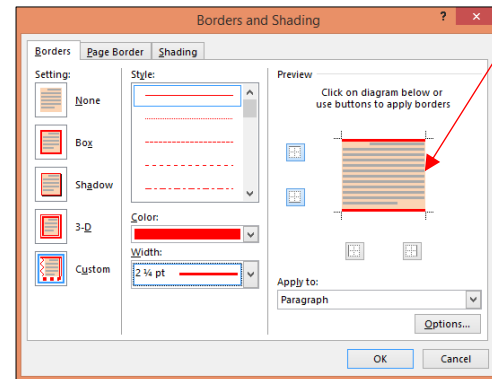 Borders and Shading
? ×
Borders Page Border Shading
Setting:
None
Box
Shadow
3-D
Custom
Style:
Color:
Width:
2 ¼ pt
Preview
Click on diagram below or
use buttons to apply borders
Apply to:
Paragraph
Options...
OK Cancel